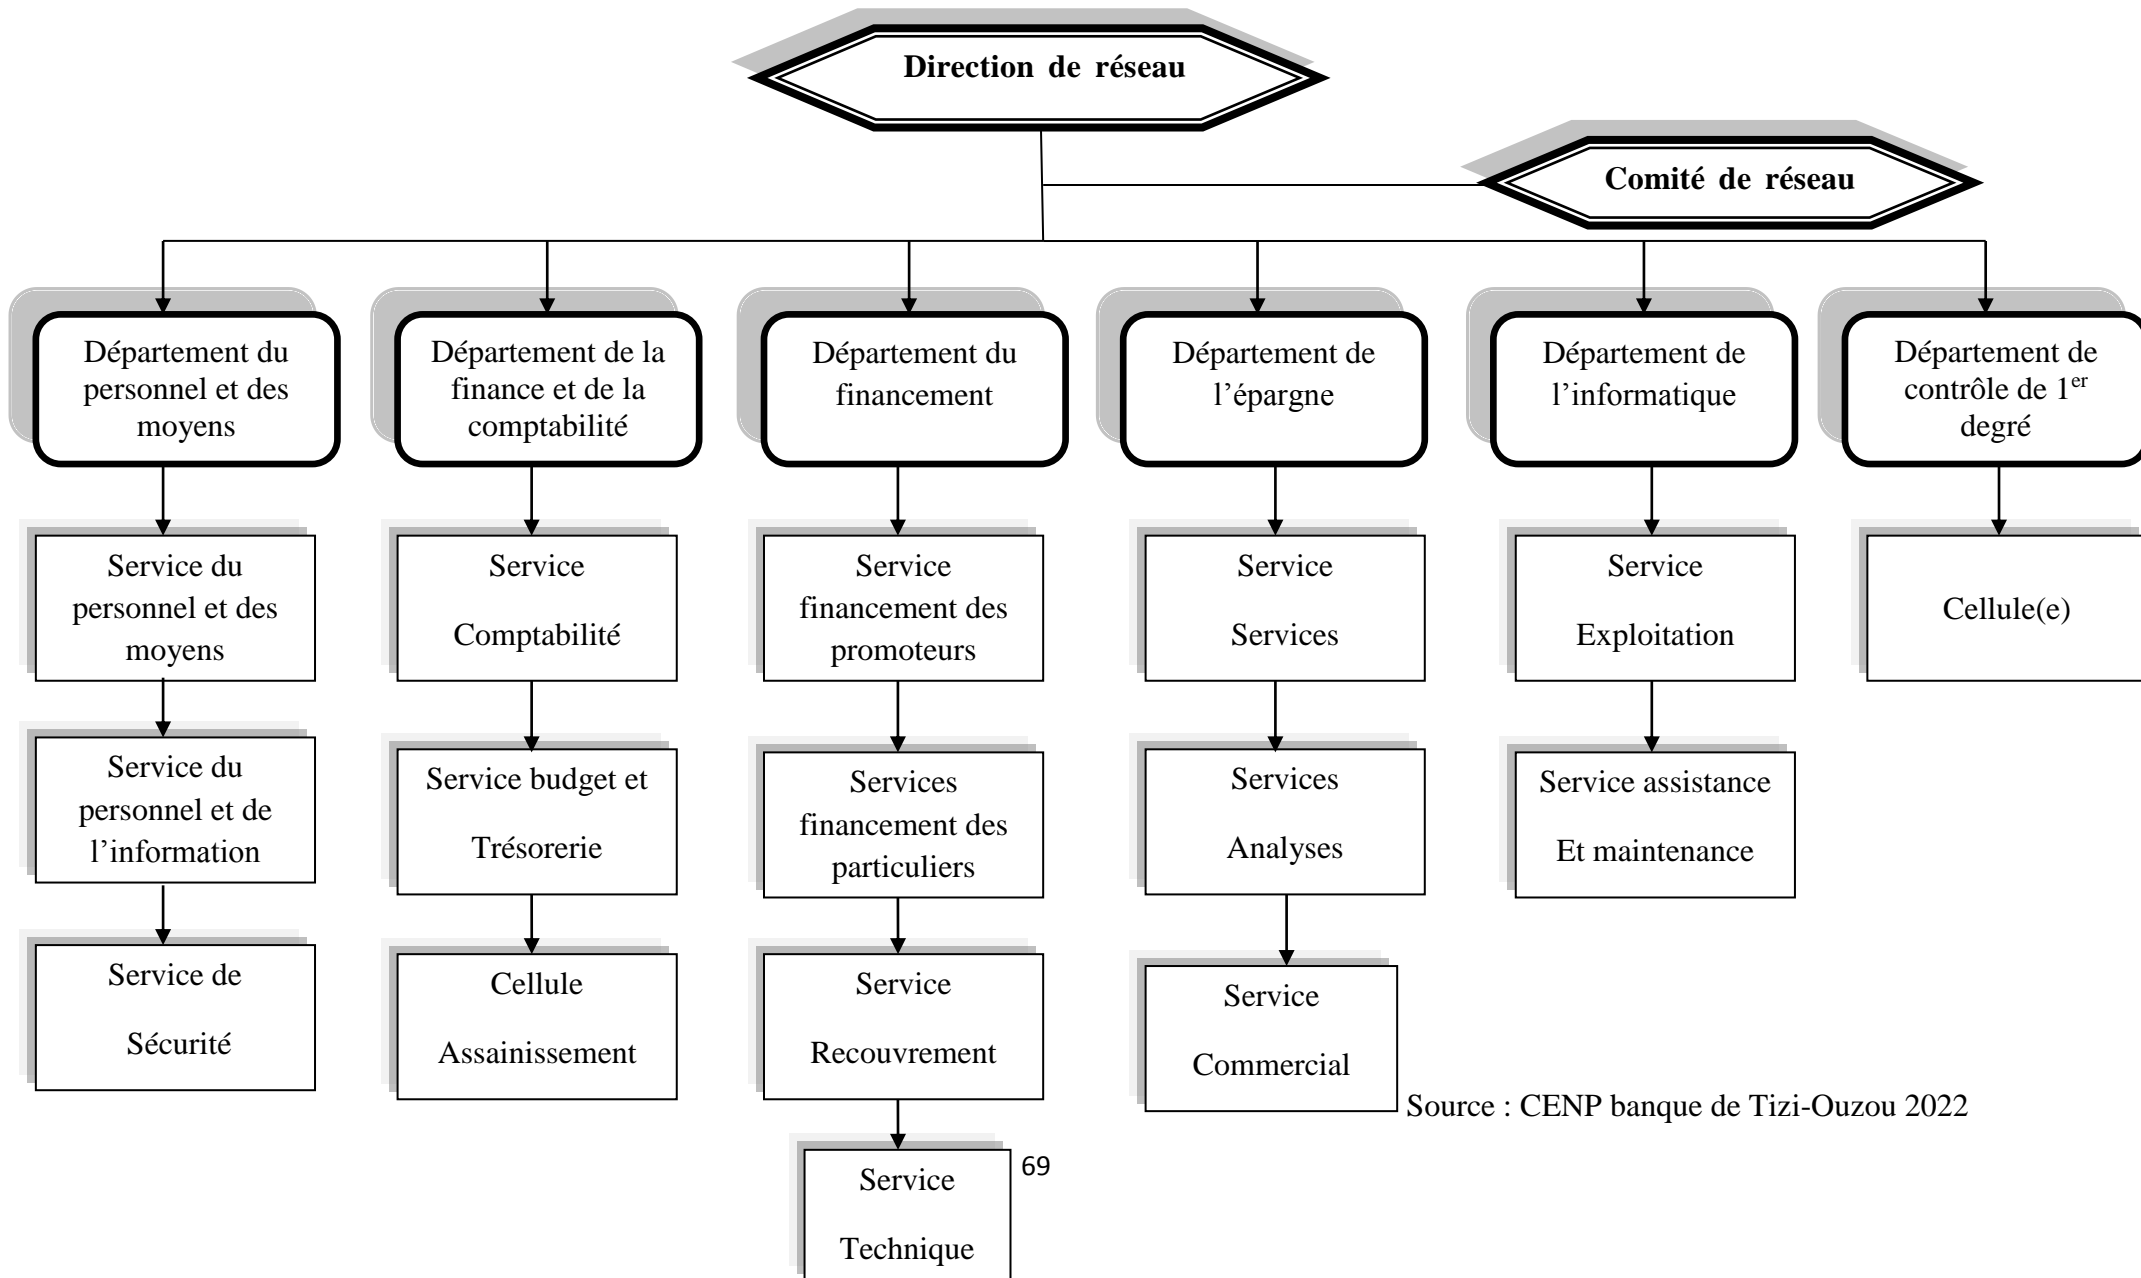 Direction de réseau
Comité de réseau
Département du
personnel et des
moyens
Département de la
finance et de la
comptabilité
Département du
financement
Département de
l’épargne
Département de
l’informatique
Département de
contrôle de 1er
degré
Service du
personnel et des
moyens
Service
Comptabilité
Service
financement des
promoteurs
Service
Services
Service
Exploitation
Cellule(e)
Service du
personnel et de
l’information
Service budget et
Trésorerie
Services
financement des
particuliers
Services
Analyses
Service assistance
Et maintenance
Service de
Sécurité
Cellule
Assainissement
Service
Recouvrement
Service
Commercial
Source : CENP banque de Tizi-Ouzou 2022
Service
Technique
69